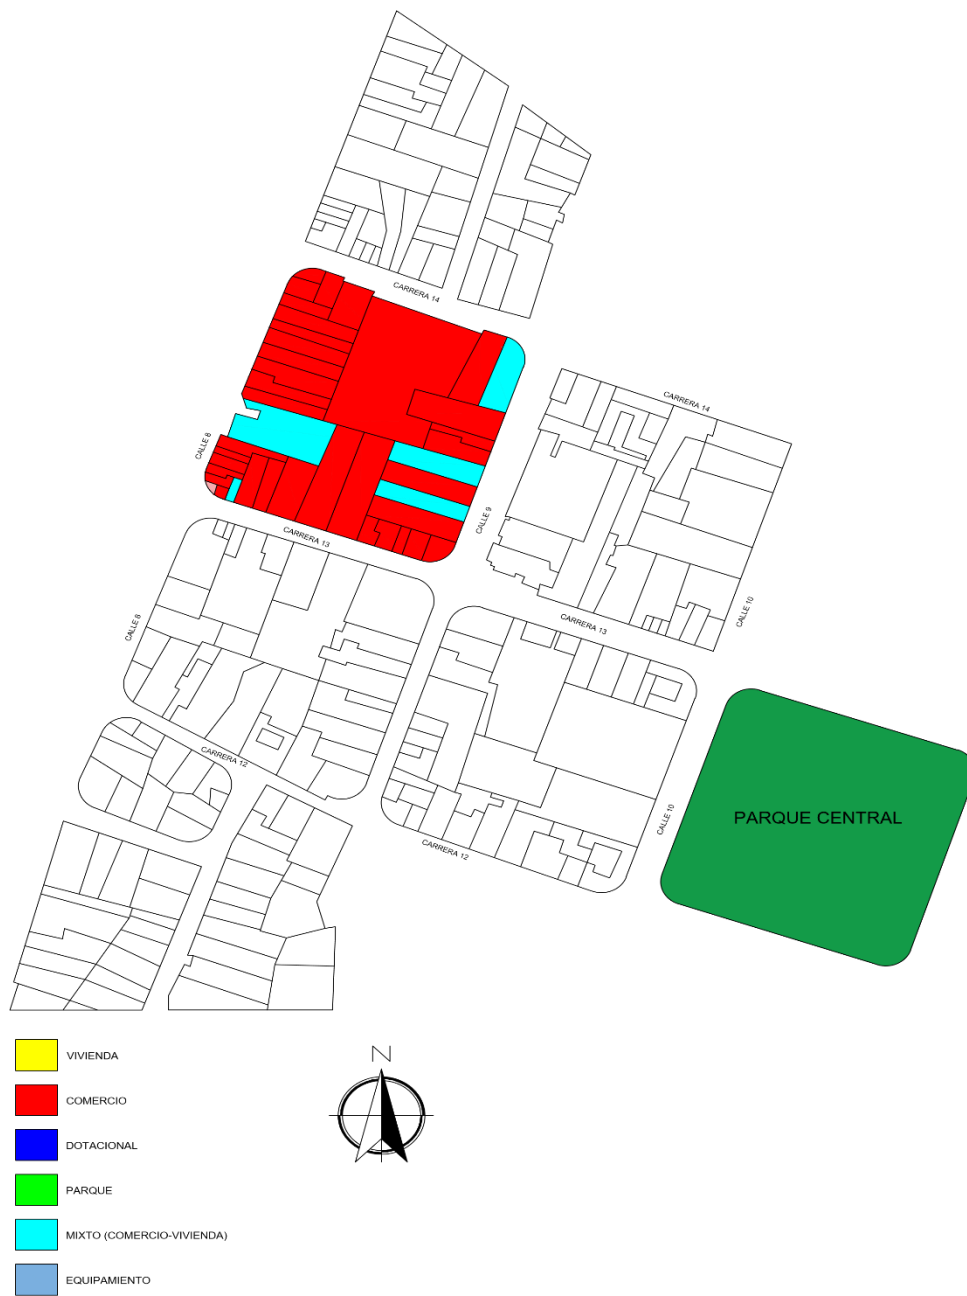 CARRERA 14
CARRERA 14
CALLE 8
CALLE 9
CARRERA 13
CALLE 10
CARRERA 13
CALLE 8
CARRERA 12
CALLE 10
PARQUE CENTRAL
CARRERA 12
VIVIENDA
N
COMERCIO
DOTACIONAL
PARQUE
MIXTO (COMERCIO-VIVIENDA)
EQUIPAMIENTO